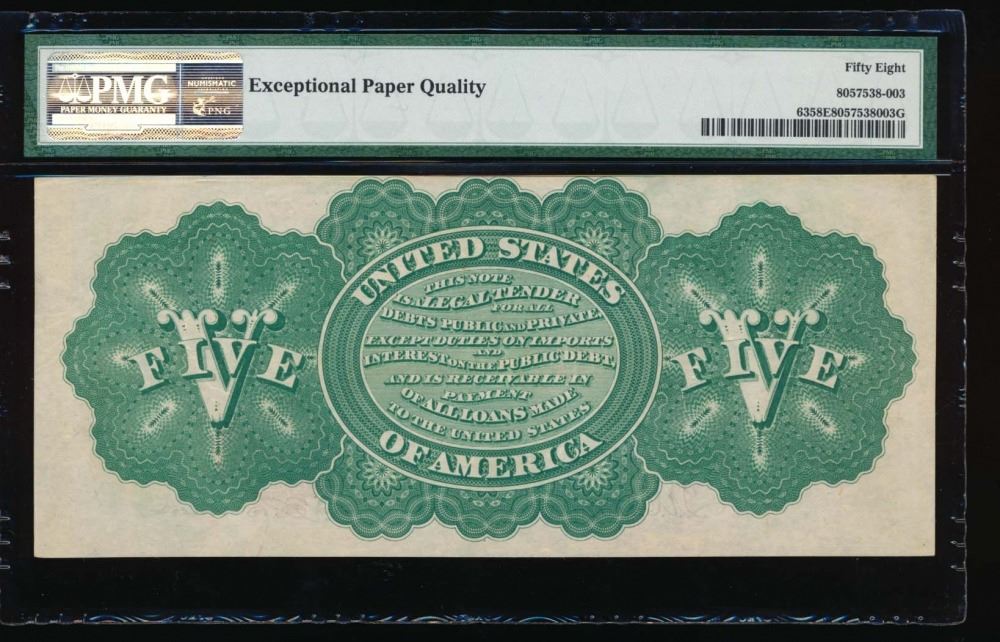 PMG
PAPER MONEY GUARANTY
NUMISMATIC
PNG
Exceptional Paper Quality
Fifty Eight
8057538-003
6358E8057538003G
UNITED STATES
THIS NOTE
IS A LEGAL TENDER
FOR ALL
DEBTS PUBLIC AND PRIVATE
EXCEPT DUTIES ON IMPORTS
AND
INTEREST ON THE PUBLIC DEBT,
AND IS RECEIVABLE IN
PAYMENT
OF ALL LOANS MADE
TO THE UNITED STATES
OF AMERICA
V
FIVE
V
FIVE